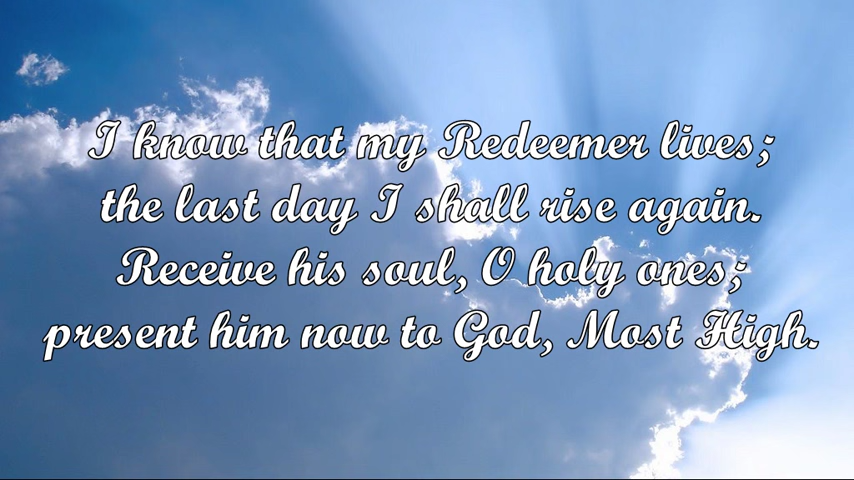 I know that my Redeemer lives;
the last day I shall rise again.
Receive his soul, O holy ones;
present him now to God, Most High.